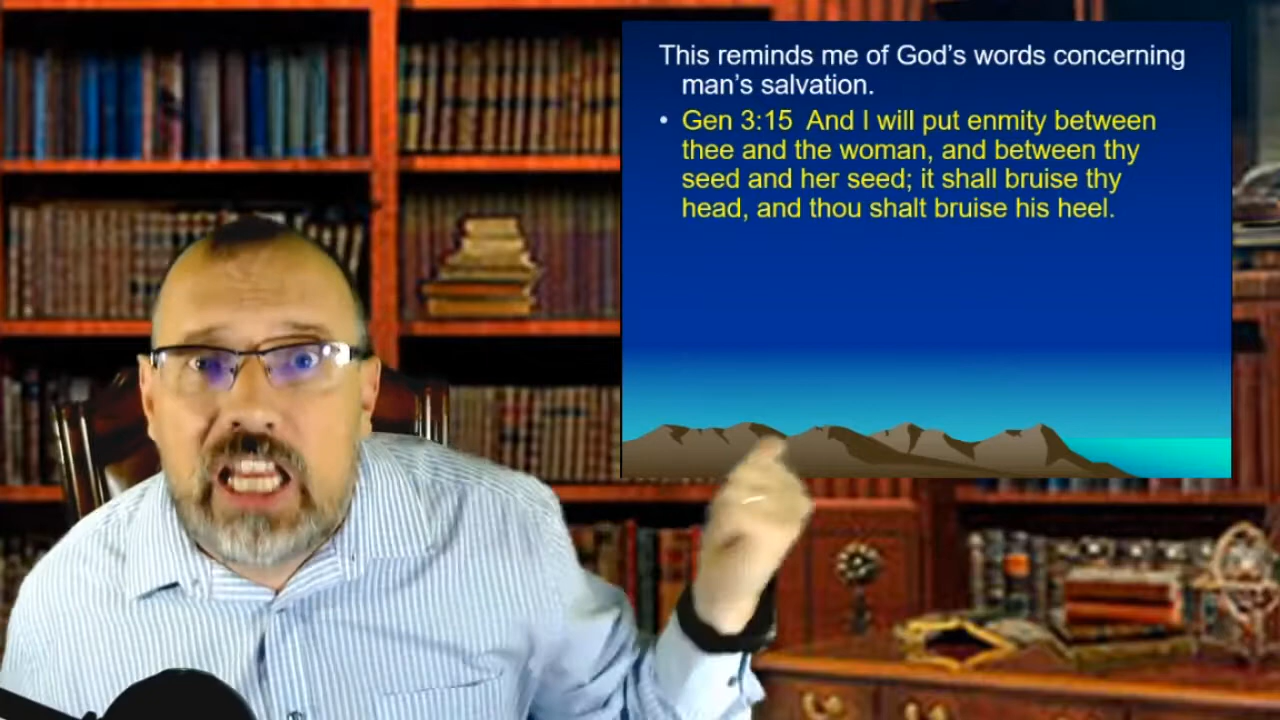 This reminds me of God's words concerning
man's salvation.
• Gen 3:15  And I will put enmity between
thee and the woman, and between thy
seed and her seed; it shall bruise thy
head, and thou shalt bruise his heel.